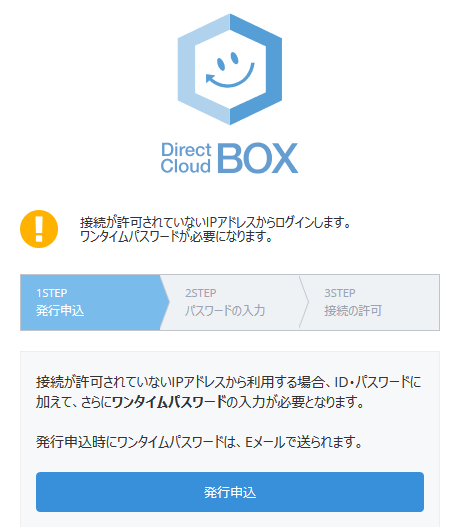 Direct
Cloud BOX
接続が許可されていないIPアドレスからログインします。
ワンタイムパスワードが必要になります。
1STEP
発行申込
2STEP
パスワードの入力
3STEP
接続の許可
接続が許可されていないIPアドレスから利用する場合、ID・パスワードに
加えて、さらにワンタイムパスワードの入力が必要となります。
発行申込時にワンタイムパスワードは、Eメールで送られます。
発行申込